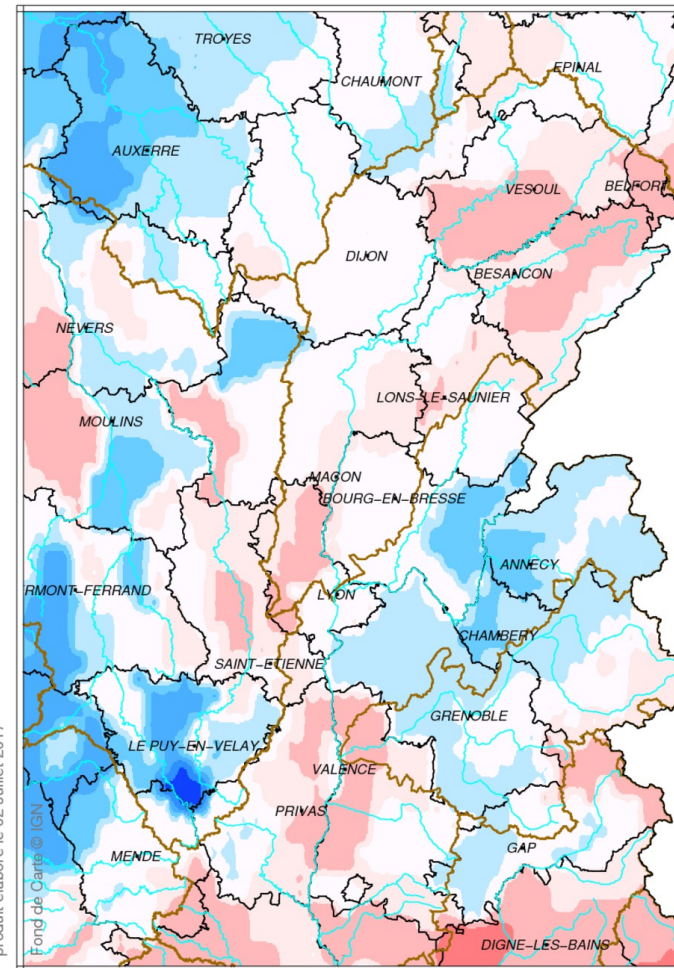 TROYES
CHAUMONT
EPINAL
AUXERRE
VESOUL
BELFORT
DIJON
BESANCON
NEVERS
LONS-LE-SAUNIER
MOULINS
MACON
BOURG-EN-BRESSE
ANNECY
RMONT-FERRAND
LYON
CHAMBERY
SAINT-ETIENNE
GRENOBLE
LE PUY-EN-VELAY
VALENCE
PRIVAS
GAP
MENDE
DIGNE-LES-BAINS
Fond de Carte © IGN